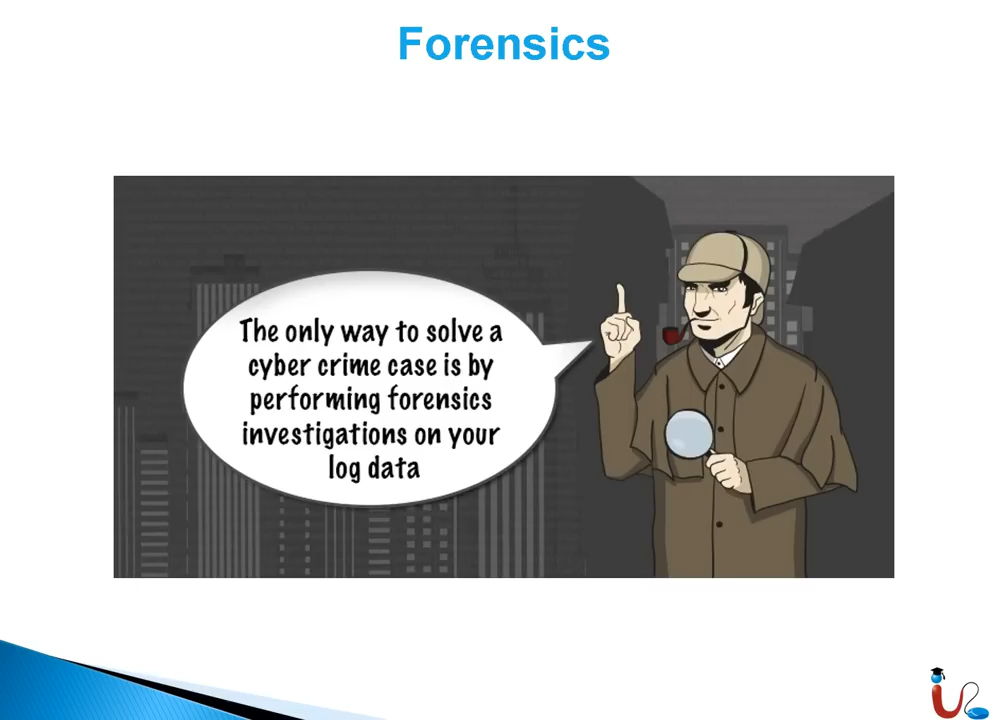 Forensics
The only way to solve a
cyber crime case is by
performing forensics
investigations on your
log data